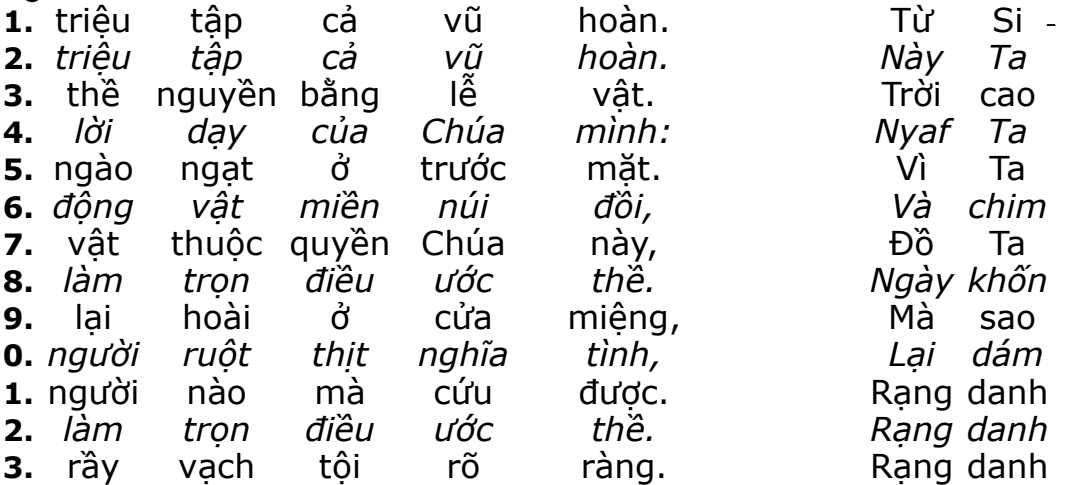 1. triệu tập cả vũ hoàn. Từ Si -
2. triệu tập cả vũ hoàn. Này Ta
3. thề nguyền bằng lễ vật. Trời cao
4. lời dạy của Chúa mình: Nyaf Ta
5. ngào ngạt ở trước mặt. Vì Ta
6. động vật miền núi đồi, Và chim
7. vật thuộc quyền Chúa này, Đồ Ta
8. làm trọn điều ước thề. Ngày khốn
9. lại hoài ở cửa miệng, Mà sao
0. người ruột thịt nghĩa tình, Lại dám
1. người nào mà cứu được. Rạng danh
2. làm trọn điều ước thề. Rạng danh
3. rầy vạch tội rõ ràng. Rạng danh